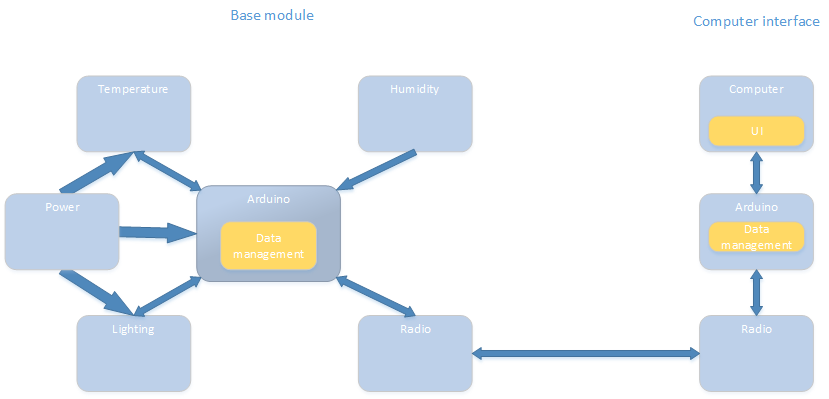 Base module
Computer interface
Temperature
Humidity
Computer
UI
Power
Arduino
Data
management
Arduino
Data
management
Lighting
Radio
Radio